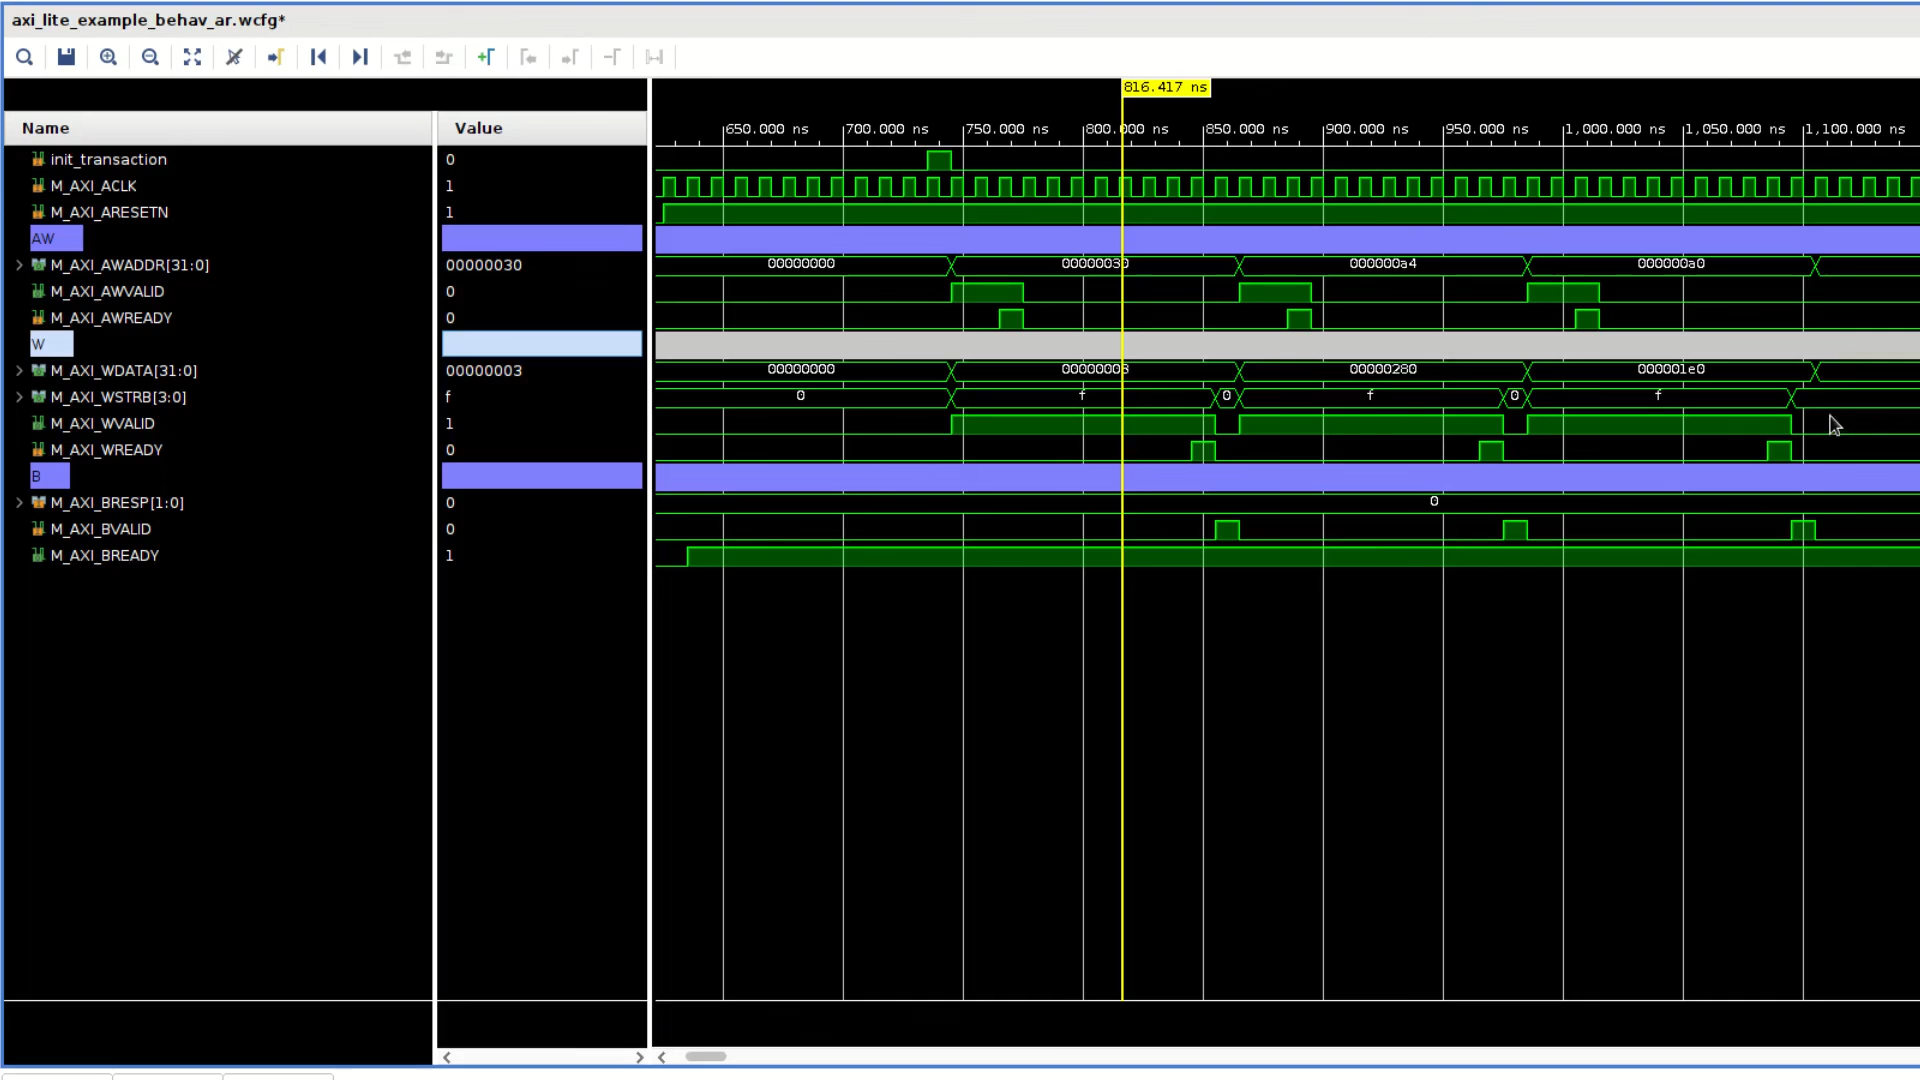 axi_lite_example_behav_ar.wcfg*
816.417 ns
Name Value 650.000 ns 700.000 ns 750.000 ns 800.000 ns 850.000 ns 900.000 ns 950.000 ns 1,000.000 ns 1,050.000 ns 1,100.000 ns
init_transaction 0
M_AXI_ACLK 1
M_AXI_ARESETN 1
AW
M_AXI_AWADDR[31:0] 00000030 00000000 00000030 000000a4 000000a0
M_AXI_AWVALID 0
M_AXI_AWREADY 0
W
M_AXI_WDATA[31:0] 00000003 00000000 00000003 00000280 000001e0
M_AXI_WSTRB[3:0] f 0 f 0 f 0 f
M_AXI_WVALID 1
M_AXI_WREADY 0
B
M_AXI_BRESP[1:0] 0 0
M_AXI_BVALID 0
M_AXI_BREADY 1